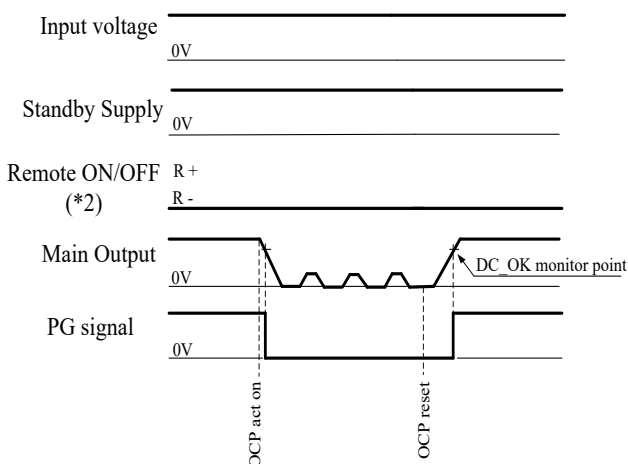 Input voltage
0V
Standby Supply
0V
Remote ON/OFF
(*2)
R +
R -
Main Output
0V
DC_OK monitor point
PG signal
0V
OCP act on
OCP reset